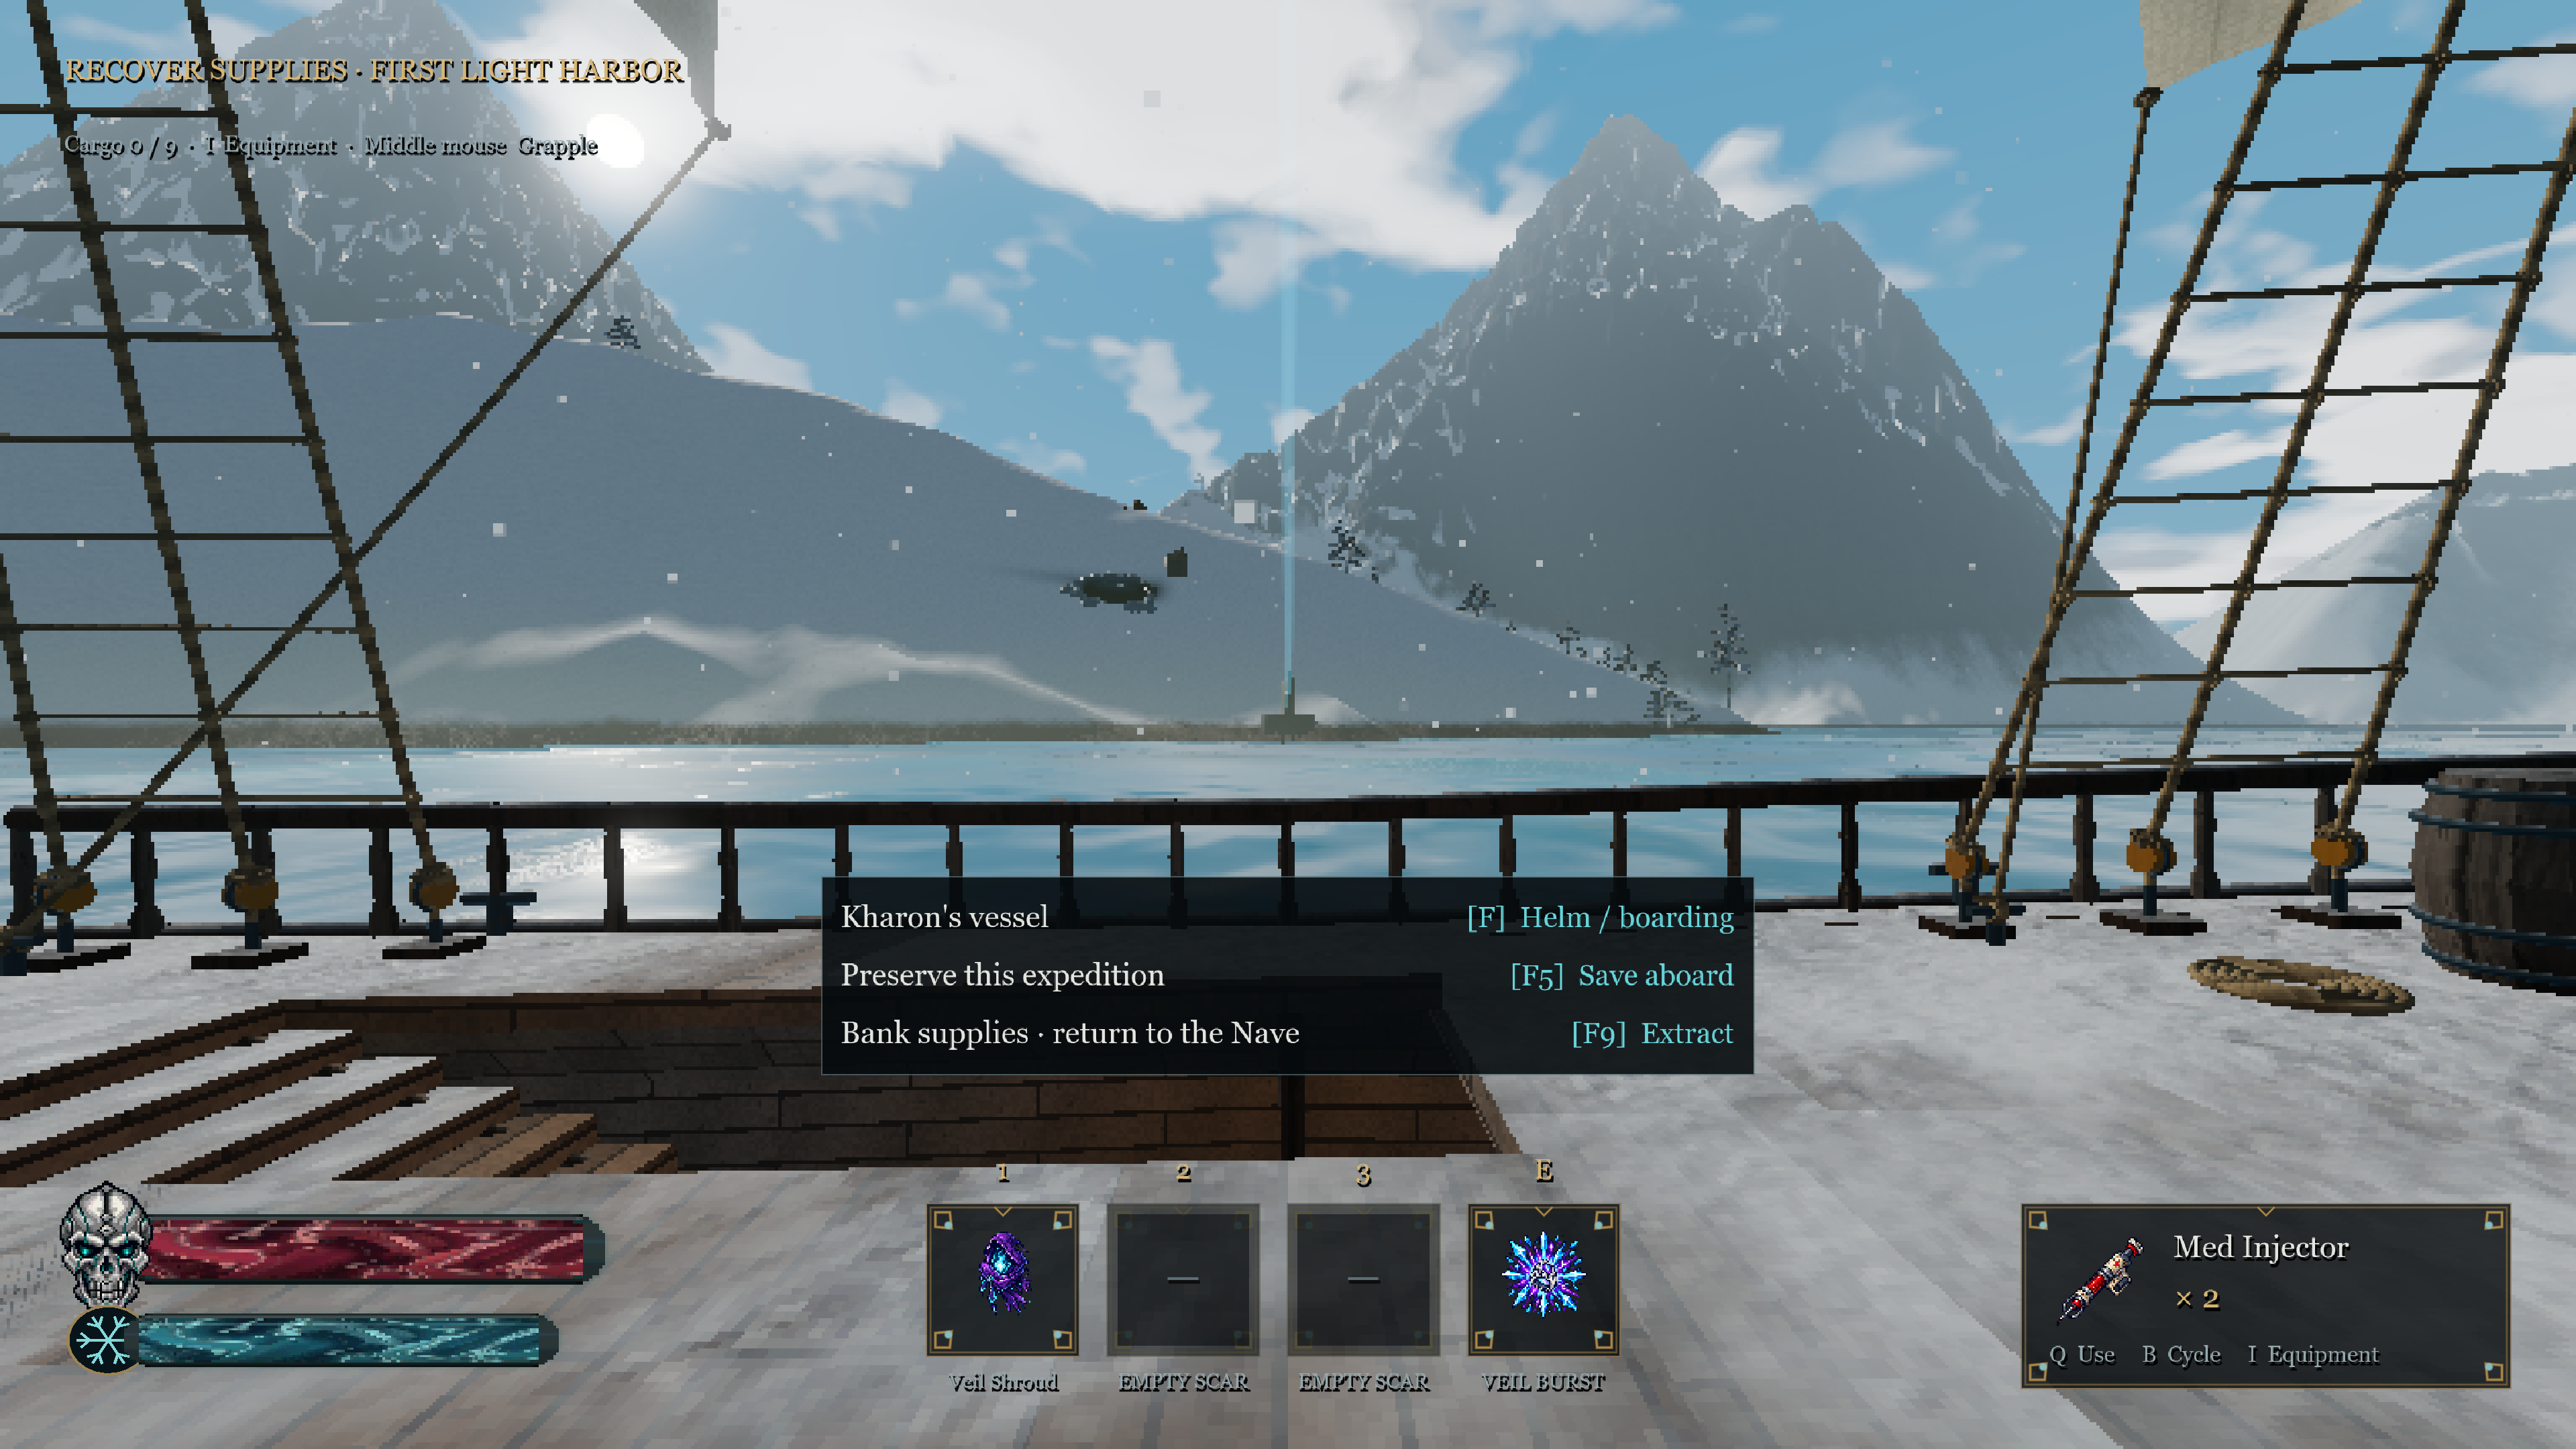 RECOVER SUPPLIES · FIRST LIGHT HARBOR
Cargo 0 / 9 · I Equipment · Middle mouse Grapple
Kharon's vessel [F] Helm / boarding
Preserve this expedition [F5] Save aboard
Bank supplies · return to the Nave [F9] Extract
1 2 3 E
Veil Shroud EMPTY SCAR EMPTY SCAR VEIL BURST
Med Injector
× 2
Q Use B Cycle I Equipment